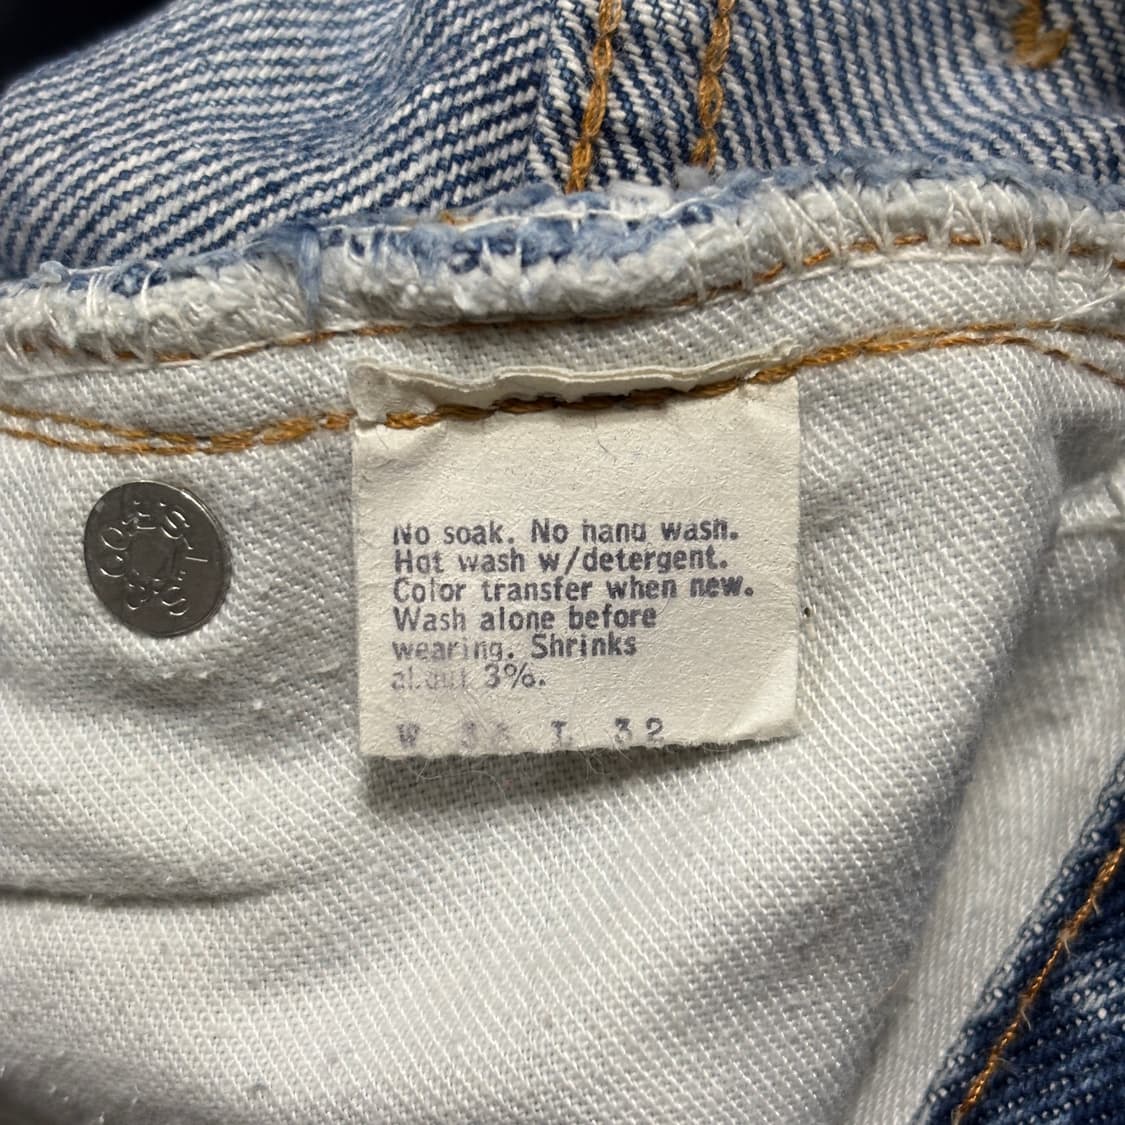 No soak. No hand wash.
Hot wash w/detergent.
Color transfer when new.
Wash alone before
wearing. Shrinks
about 3%.
W L 32